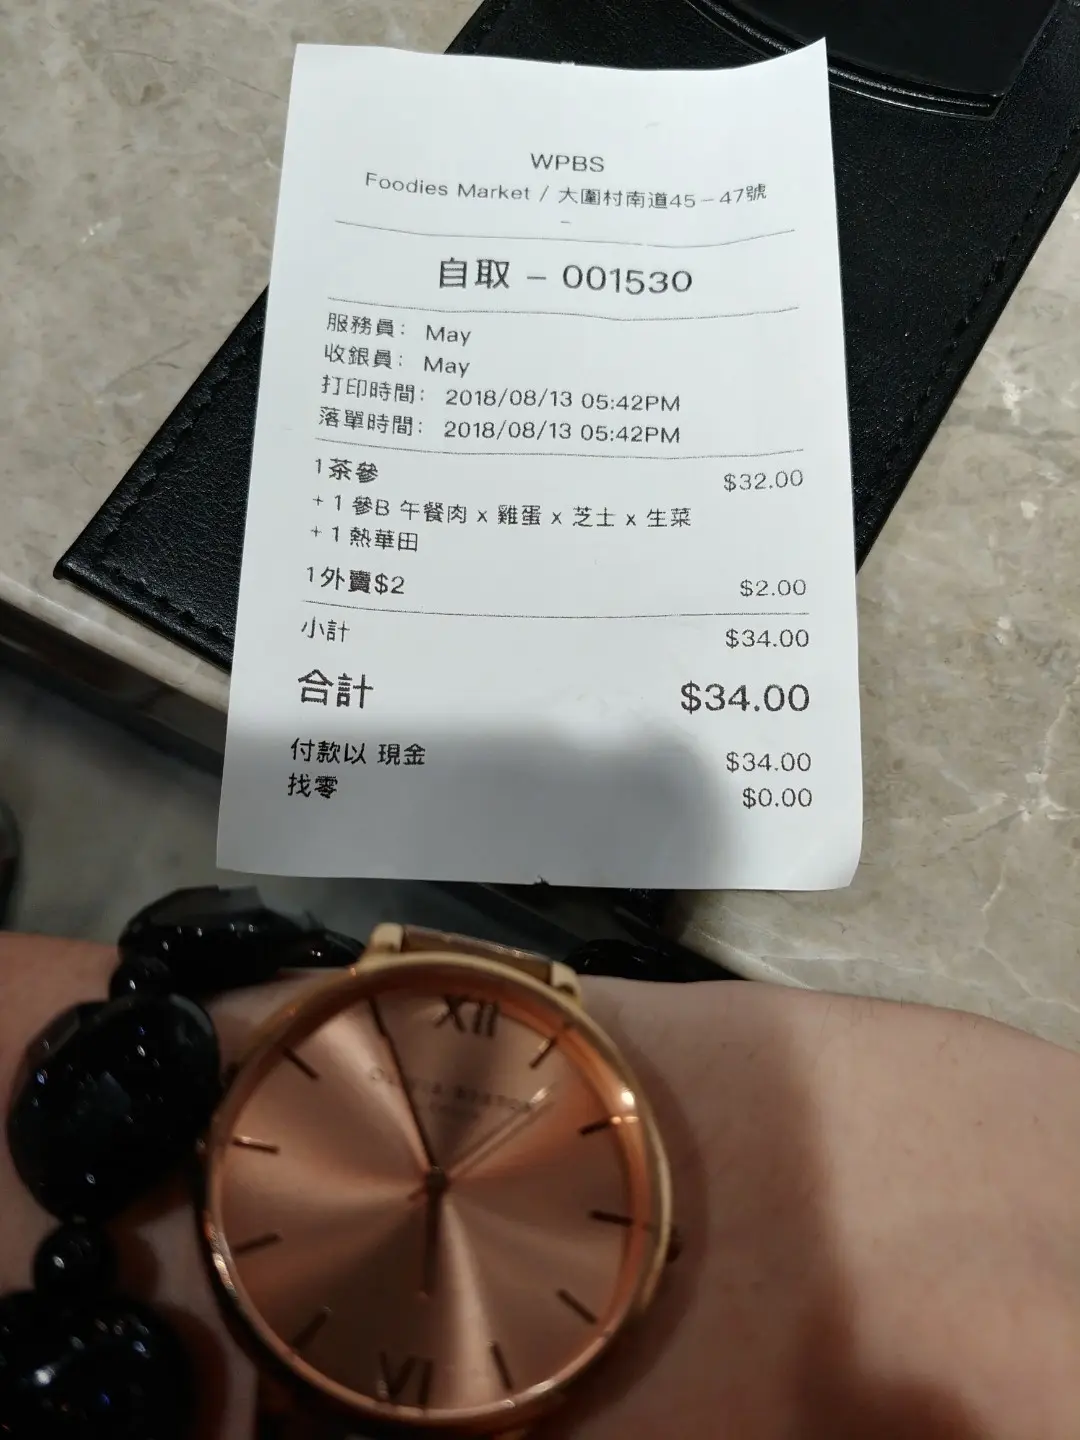 WPBS
Foodies Market / 大圍村南道45-47號
-
自取 - 001530
服務員： May
收銀員： May
打印時間： 2018/08/13 05:42PM
落單時間： 2018/08/13 05:42PM
1 茶參 $32.00
+ 1 參B 午餐肉 x 雞蛋 x 芝士 x 生菜
+ 1 熱華田
1 外賣$2 $2.00
小計 $34.00
合計 $34.00
付款以 現金 $34.00
找零 $0.00
XII
OLIVIA BURTON
VI